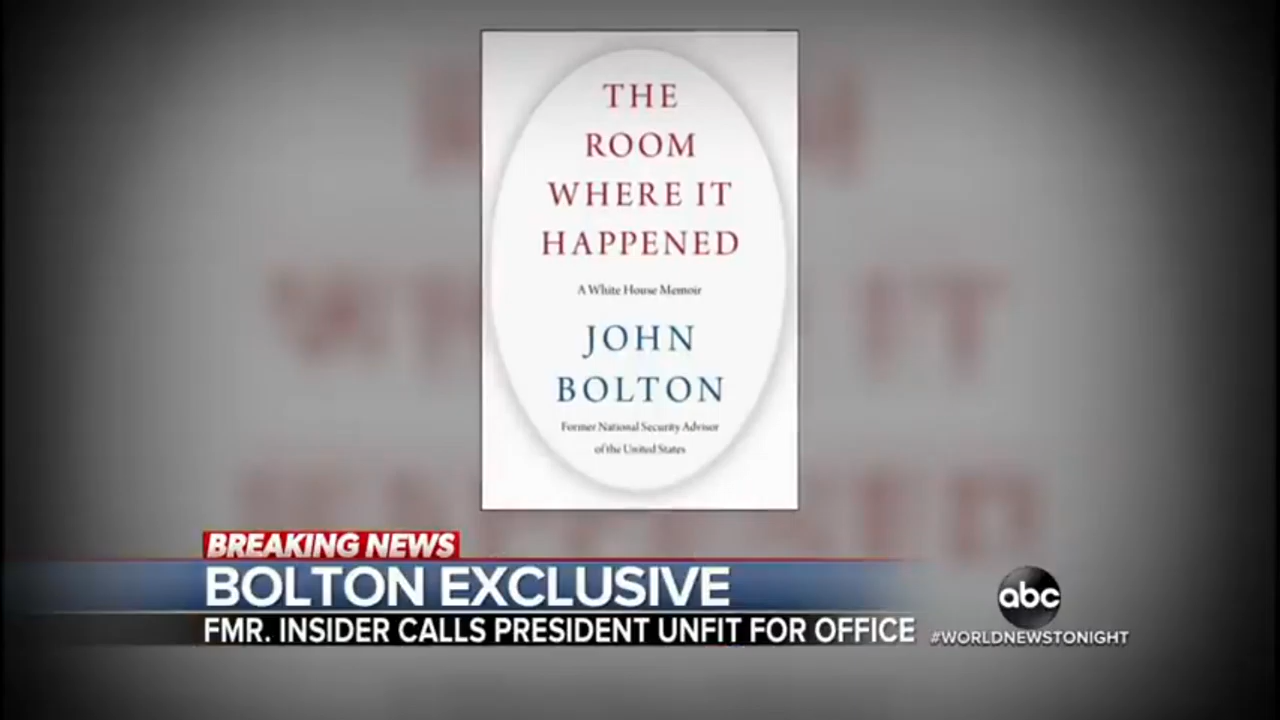 THE
ROOM
WHERE IT
HAPPENED
A White House Memoir
JOHN
BOLTON
Former National Security Advisor
of the United States
BREAKING NEWS
BOLTON EXCLUSIVE
FMR. INSIDER CALLS PRESIDENT UNFIT FOR OFFICE
abc
#WORLDNEWSTONIGHT